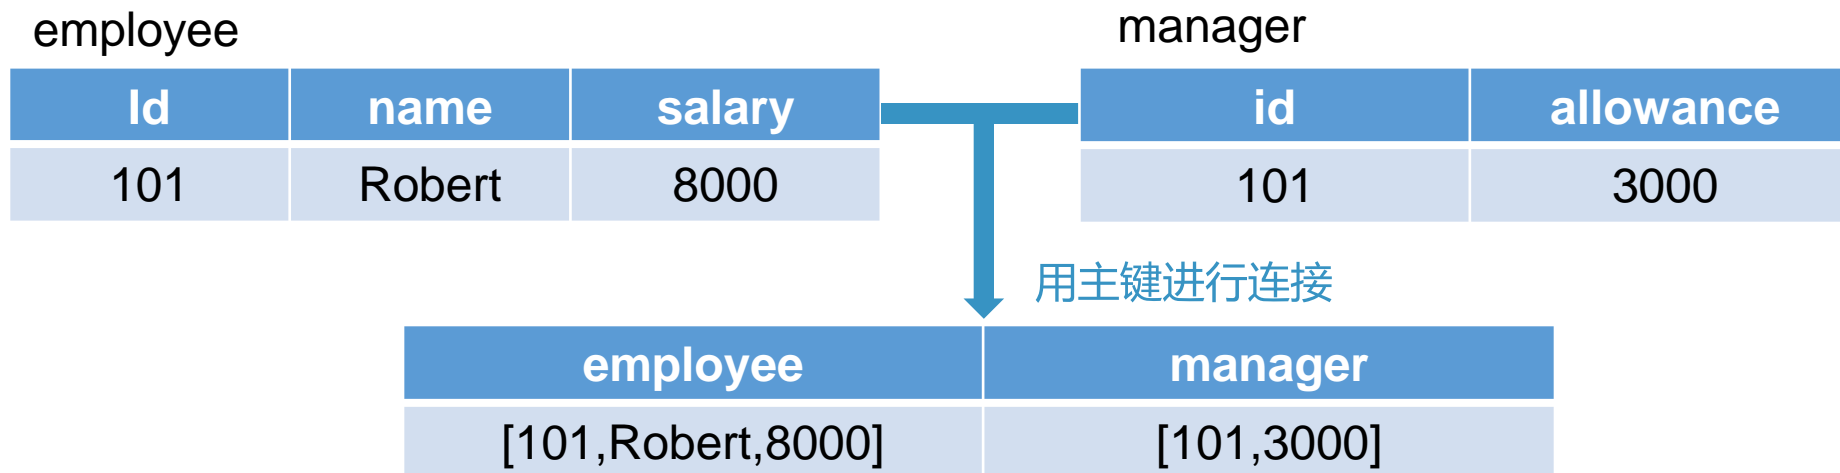 employee
manager
Id name salary
101 Robert 8000
id allowance
101 3000
用主键进行连接
employee manager
[101,Robert,8000] [101,3000]